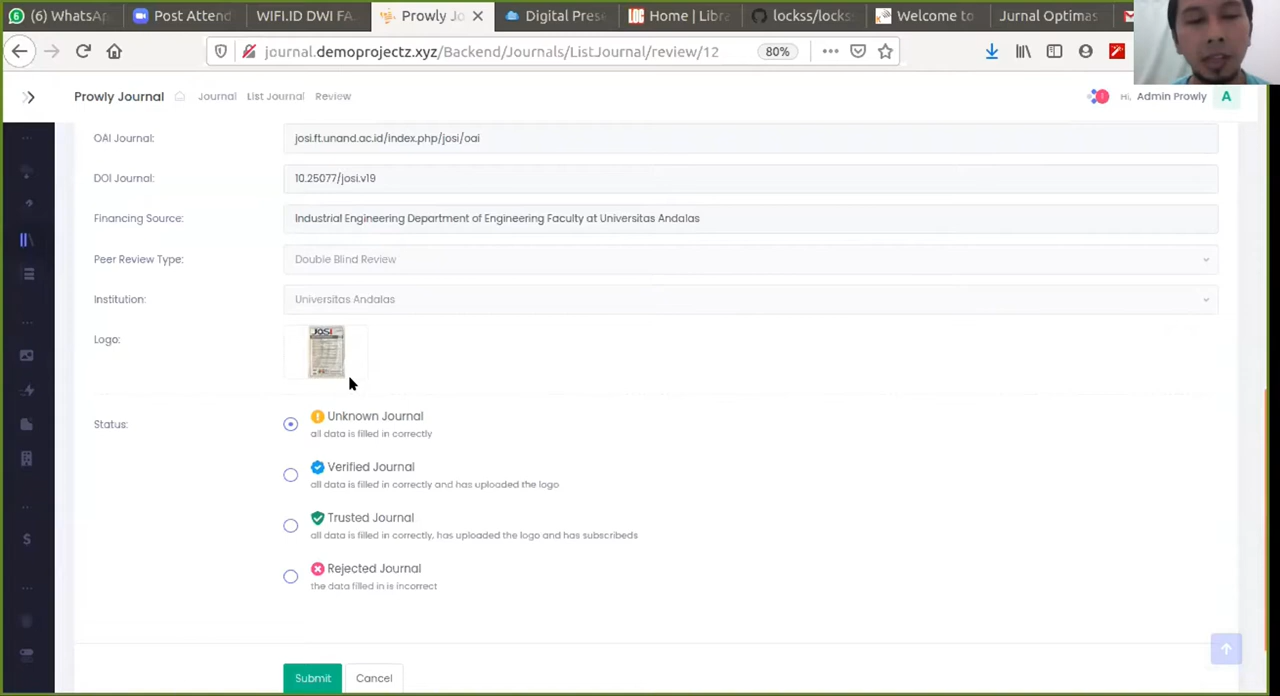 (6) WhatsA
Post Attend
WIFI.ID DWI FA
Prowly Jo
Digital Pres
Home | Libra
lockss/lockss
Welcome to
Jurnal Optimas
journal.demoprojectz.xyz/Backend/Journals/ListJournal/review/12
80%
Prowly Journal
Journal
List Journal
Review
Hi, Admin Prowly
A
OAI Journal:
josi.ft.unand.ac.id/index.php/josi/oai
DOI Journal:
10.25077/josi.v19
Financing Source:
Industrial Engineering Department of Engineering Faculty at Universitas Andalas
Peer Review Type:
Double Blind Review
Institution:
Universitas Andalas
Logo:
JOSI
Status:
Unknown Journal
all data is filled in correctly
Verified Journal
all data is filled in correctly and has uploaded the logo
Trusted Journal
all data is filled in correctly, has uploaded the logo and has subscribeds
Rejected Journal
the data filled in is incorrect
Submit
Cancel